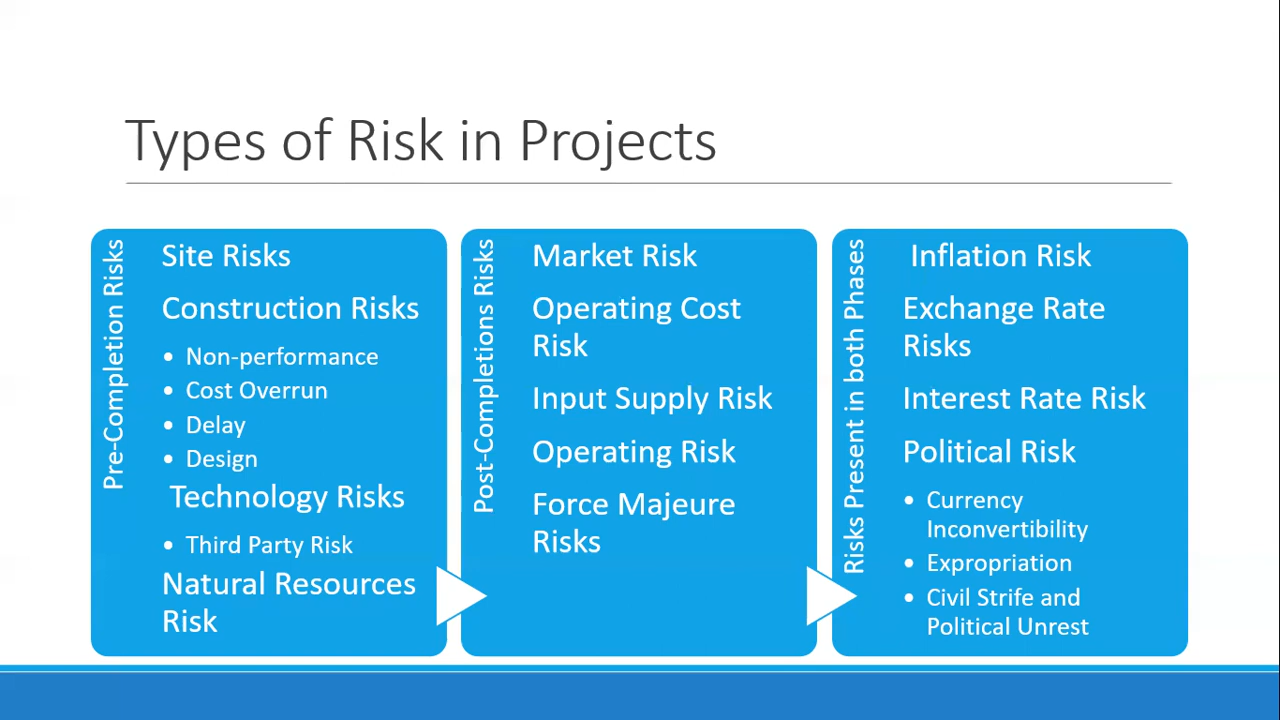 Types of Risk in Projects
Pre-Completion Risks
Site Risks
Construction Risks
• Non-performance
• Cost Overrun
• Delay
• Design
Technology Risks
• Third Party Risk
Natural Resources
Risk
Post-Completions Risks
Market Risk
Operating Cost
Risk
Input Supply Risk
Operating Risk
Force Majeure
Risks
Risks Present in both Phases
Inflation Risk
Exchange Rate
Risks
Interest Rate Risk
Political Risk
• Currency
Inconvertibility
• Expropriation
• Civil Strife and
Political Unrest